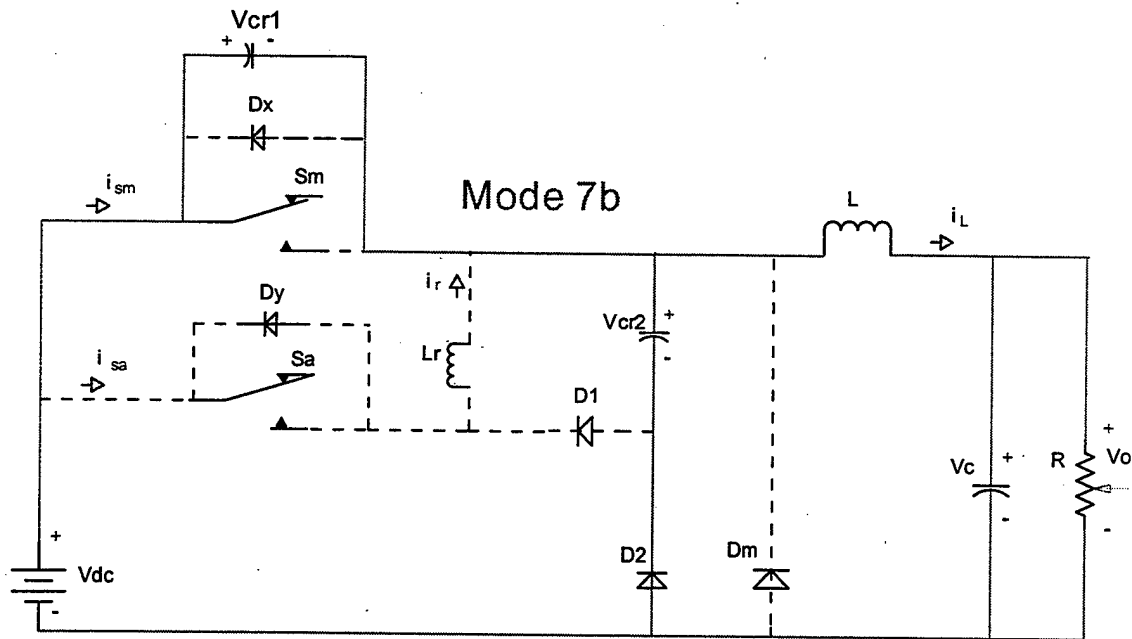 Vcr1
+ -
Dx
i sm
Sm
Mode 7b
L
i L
i r
Dy
Vcr2
+
-
Lr
i sa
Sa
D1
+
Vc
+
-
R
Vo
-
D2
Dm
+
Vdc
-